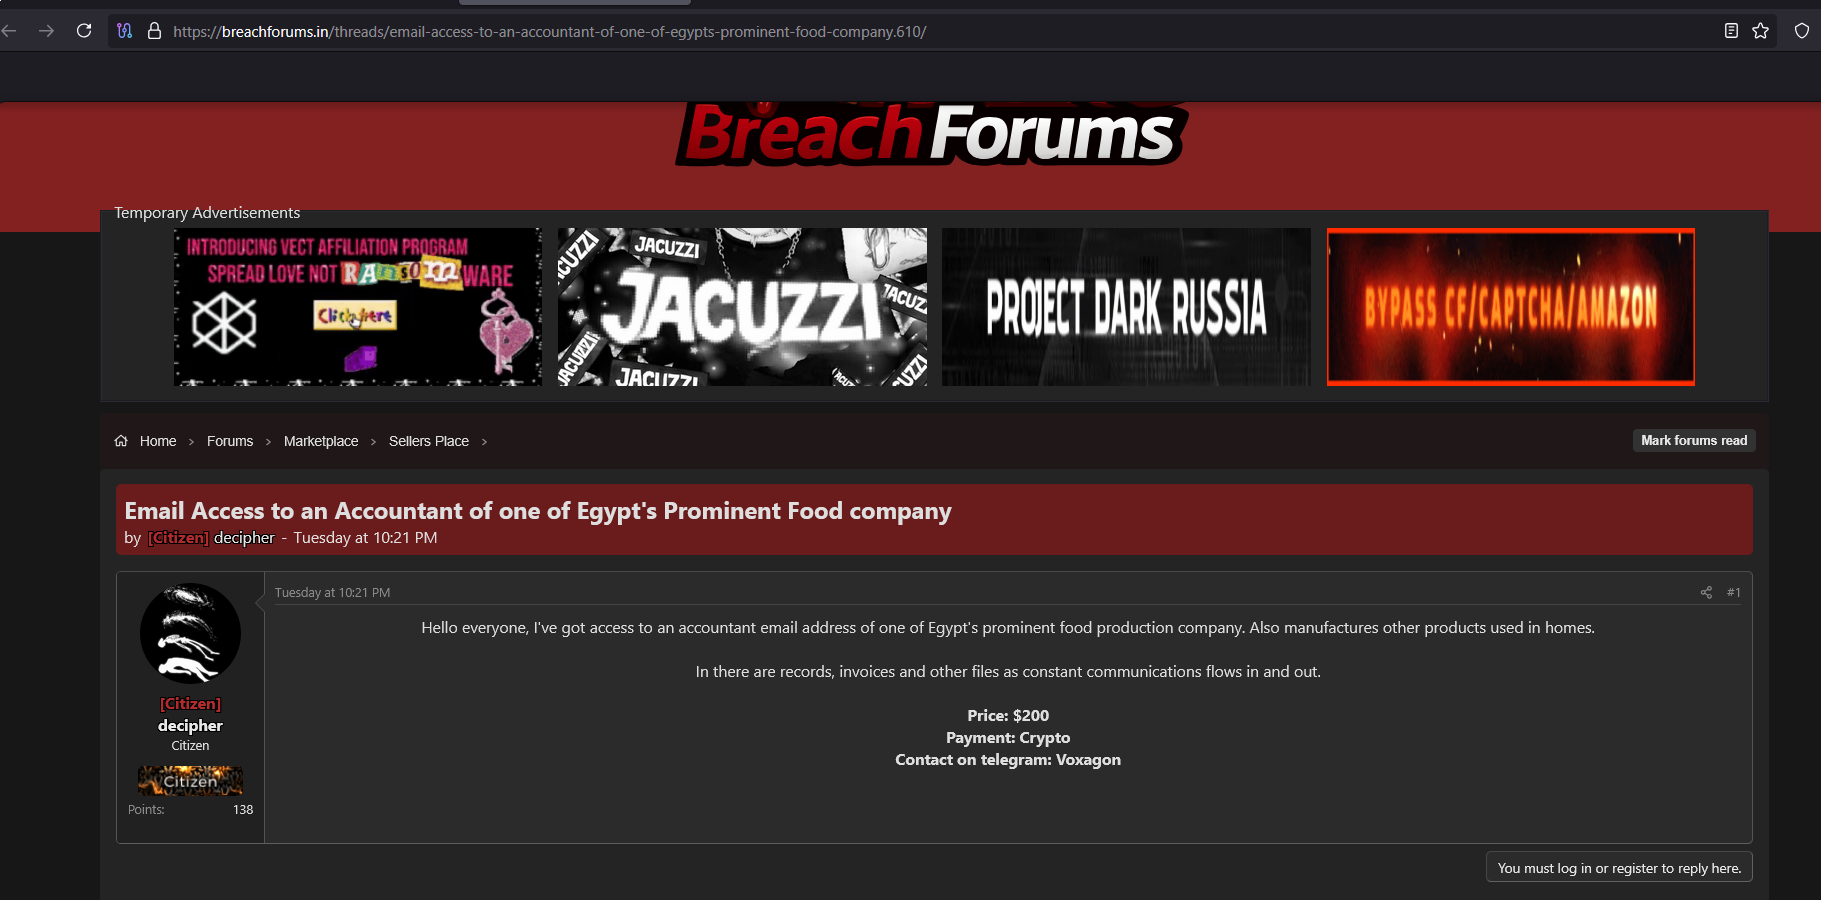 https://breachforums.in/threads/email-access-to-an-accountant-of-one-of-egypts-prominent-food-company.610/
BreachForums
Temporary Advertisements
INTRODUCING VECT AFFILIATION PROGRAM
SPREAD LOVE NOT RANSOMWARE
Click here
JACUZZI
JACUZZI
JACUZZI
JACUZZI
JACUZZI
PROJECT DARK RUSSIA
BYPASS CF/CAPTCHA/AMAZON
Home > Forums > Marketplace > Sellers Place >
Mark forums read
Email Access to an Accountant of one of Egypt's Prominent Food company
by [Citizen] decipher - Tuesday at 10:21 PM
Tuesday at 10:21 PM
#1
Hello everyone, I've got access to an accountant email address of one of Egypt's prominent food production company. Also manufactures other products used in homes.
In there are records, invoices and other files as constant communications flows in and out.
Price: $200
Payment: Crypto
Contact on telegram: Voxagon
[Citizen]
decipher
Citizen
Citizen
Points: 138
You must log in or register to reply here.